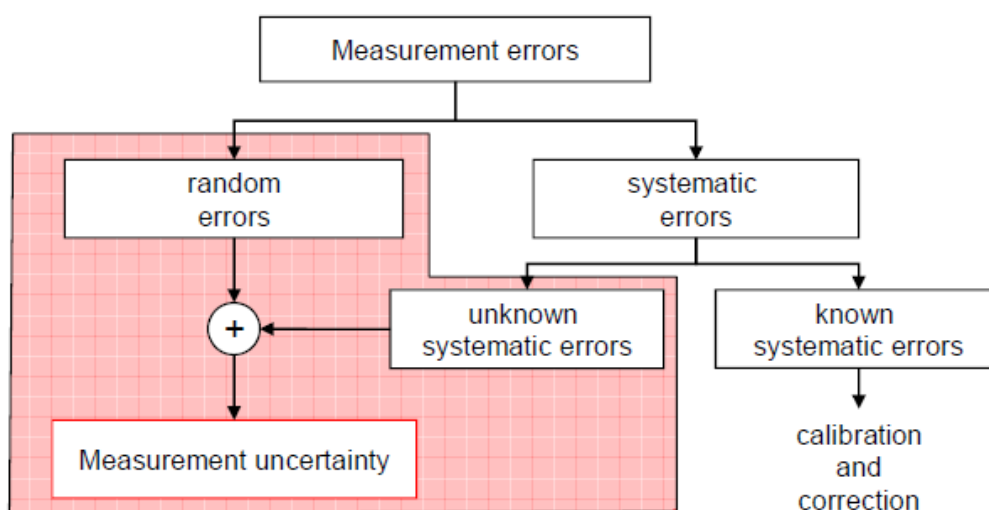 Measurement errors
random
errors
systematic
errors
+
unknown
systematic errors
known
systematic errors
Measurement uncertainty
calibration
and
correction